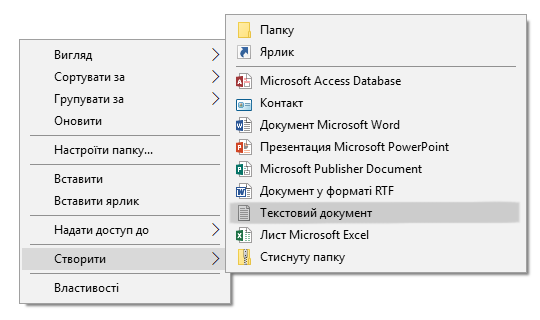 Вигляд
Сортувати за
Групувати за
Оновити
Настроїти папку...
Вставити
Вставити ярлик
Надати доступ до
Створити
Властивості
Папку
Ярлик
Microsoft Access Database
Контакт
Документ Microsoft Word
Презентация Microsoft PowerPoint
Microsoft Publisher Document
Документ у форматі RTF
Текстовий документ
Лист Microsoft Excel
Стиснуту папку